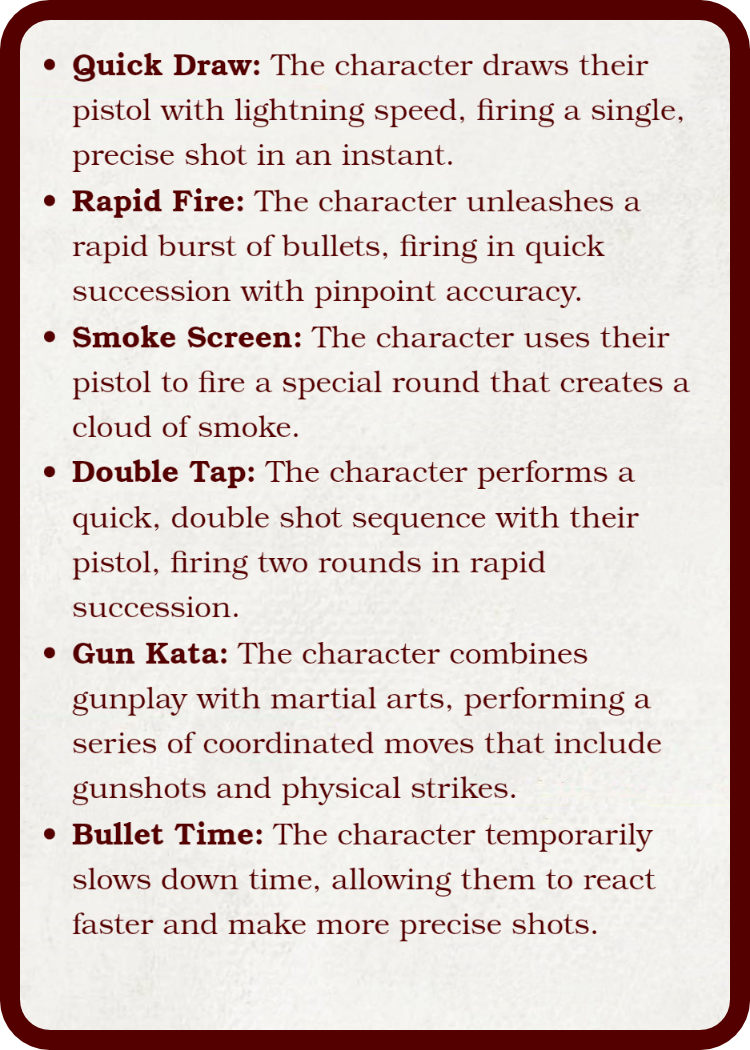 • Quick Draw: The character draws their
pistol with lightning speed, firing a single,
precise shot in an instant.
• Rapid Fire: The character unleashes a
rapid burst of bullets, firing in quick
succession with pinpoint accuracy.
• Smoke Screen: The character uses their
pistol to fire a special round that creates a
cloud of smoke.
• Double Tap: The character performs a
quick, double shot sequence with their
pistol, firing two rounds in rapid
succession.
• Gun Kata: The character combines
gunplay with martial arts, performing a
series of coordinated moves that include
gunshots and physical strikes.
• Bullet Time: The character temporarily
slows down time, allowing them to react
faster and make more precise shots.